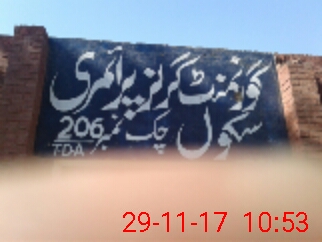 گورنمنٹ گرلز پرائمری
سکول چک نمبر 206
TDA
29-11-17 10:53